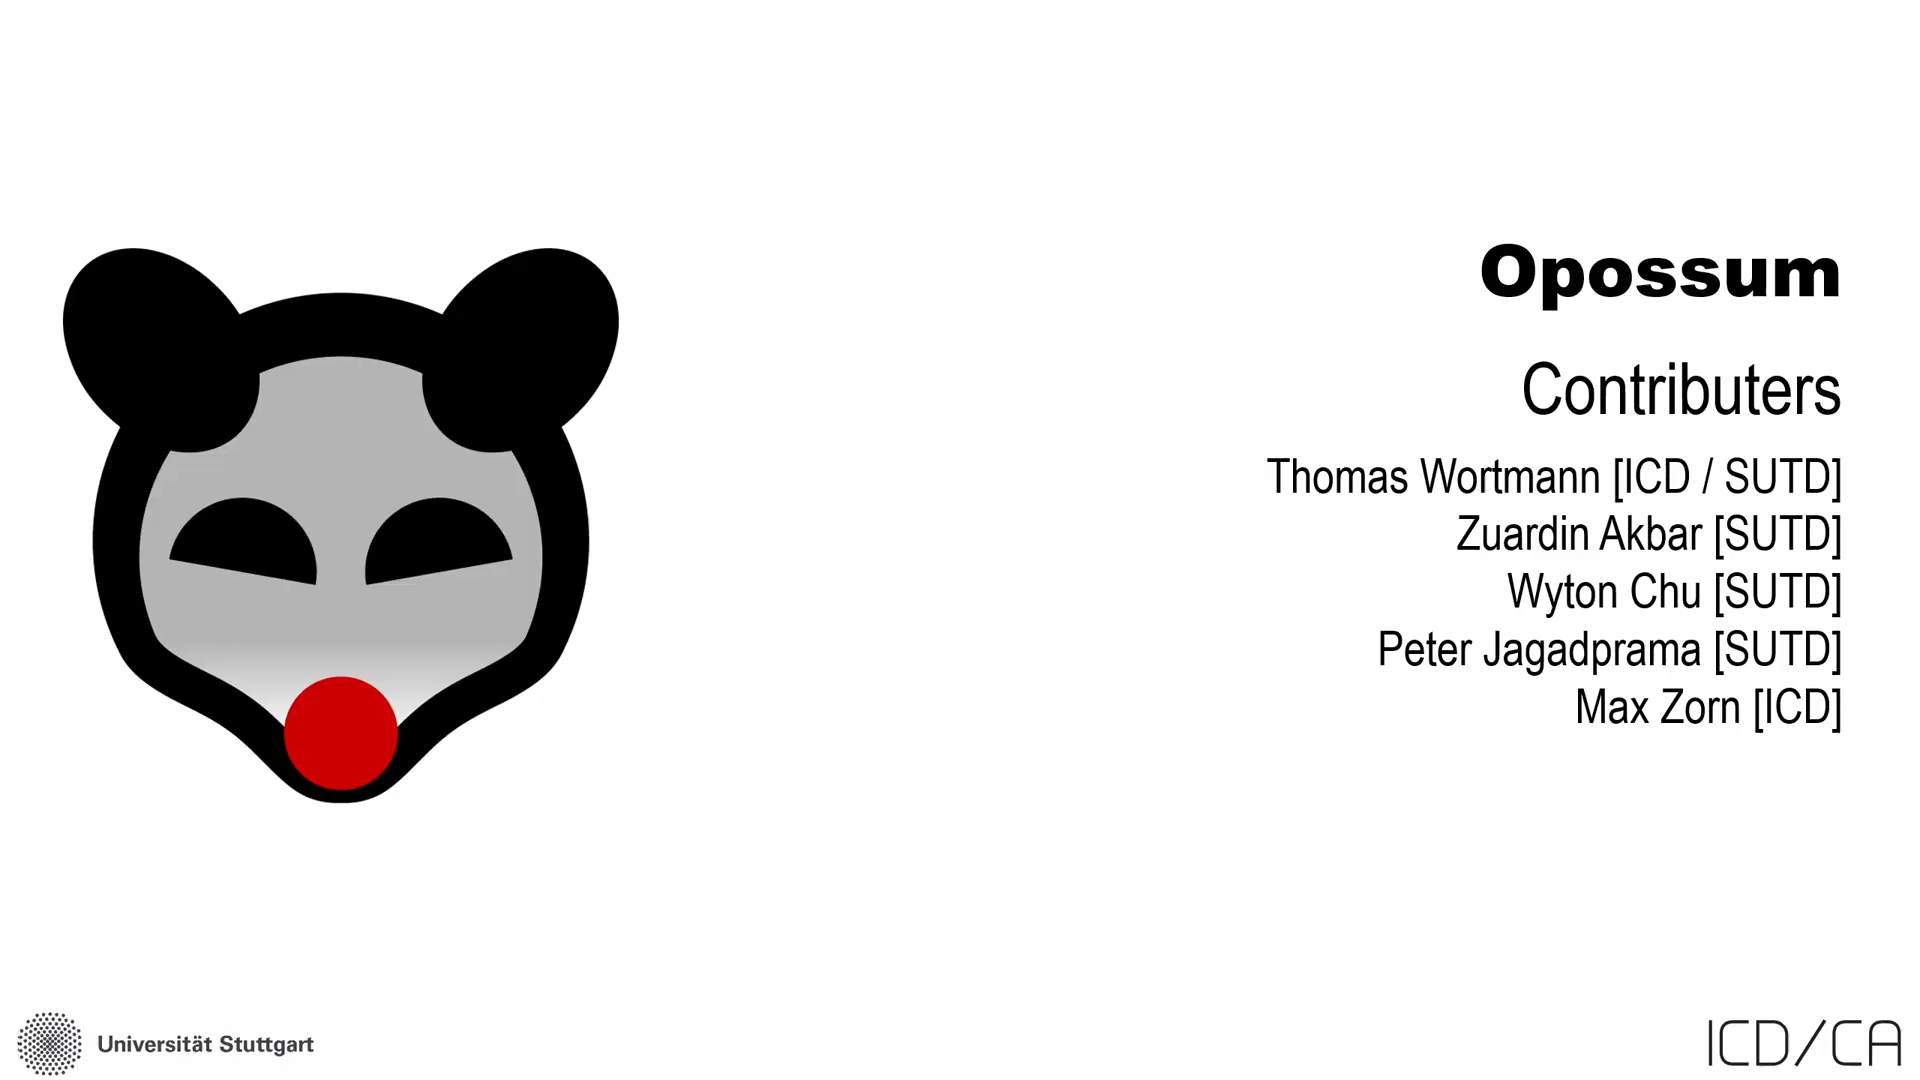 Opossum
Contributers
Thomas Wortmann [ICD / SUTD]
Zuardin Akbar [SUTD]
Wyton Chu [SUTD]
Peter Jagadprama [SUTD]
Max Zorn [ICD]
Universität Stuttgart
ICD/CA